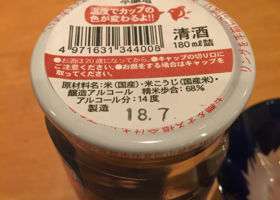 本醸造
温度でカップの
色が変わるよ!!
清酒
180ml詰
4971631344008
●お酒は20歳になってから。●キャップの切り口に
ご注意ください。●お燗をする場合はキャップを
取ってください。
原材料名:米(国産)・米こうじ(国産米)・
醸造アルコール 精米歩合:68%
アルコール分:14度
製造
18.7